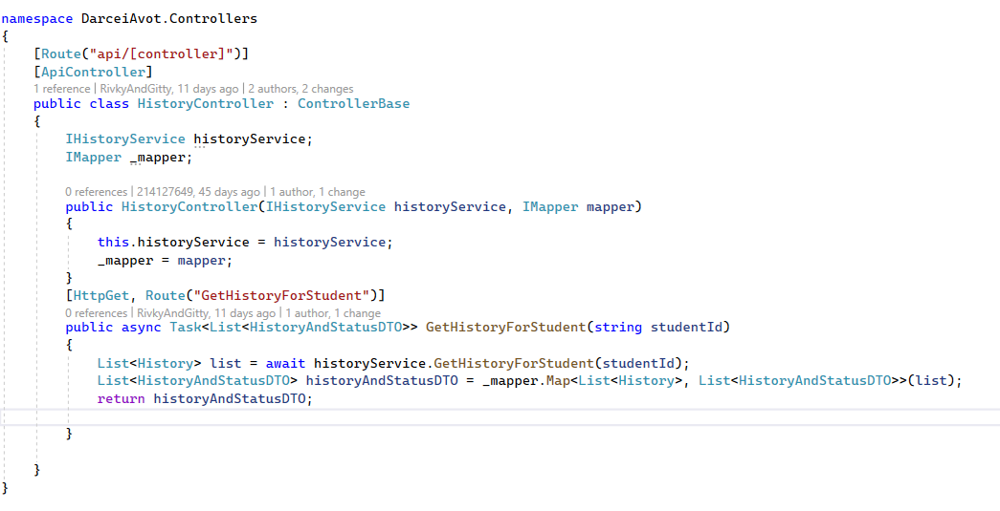 namespace DarceiAvot.Controllers
{
[Route("api/[controller]")]
[ApiController]
1 reference | RivkyAndGitty, 11 days ago | 2 authors, 2 changes
public class HistoryController : ControllerBase
{
IHistoryService historyService;
IMapper _mapper;
0 references | 214127649, 45 days ago | 1 author, 1 change
public HistoryController(IHistoryService historyService, IMapper mapper)
{
this.historyService = historyService;
_mapper = mapper;
}
[HttpGet, Route("GetHistoryForStudent")]
0 references | RivkyAndGitty, 11 days ago | 1 author, 1 change
public async Task<List<HistoryAndStatusDTO>> GetHistoryForStudent(string studentId)
{
List<History> list = await historyService.GetHistoryForStudent(studentId);
List<HistoryAndStatusDTO> historyAndStatusDTO = _mapper.Map<List<History>, List<HistoryAndStatusDTO>>(list);
return historyAndStatusDTO;
}
}
}